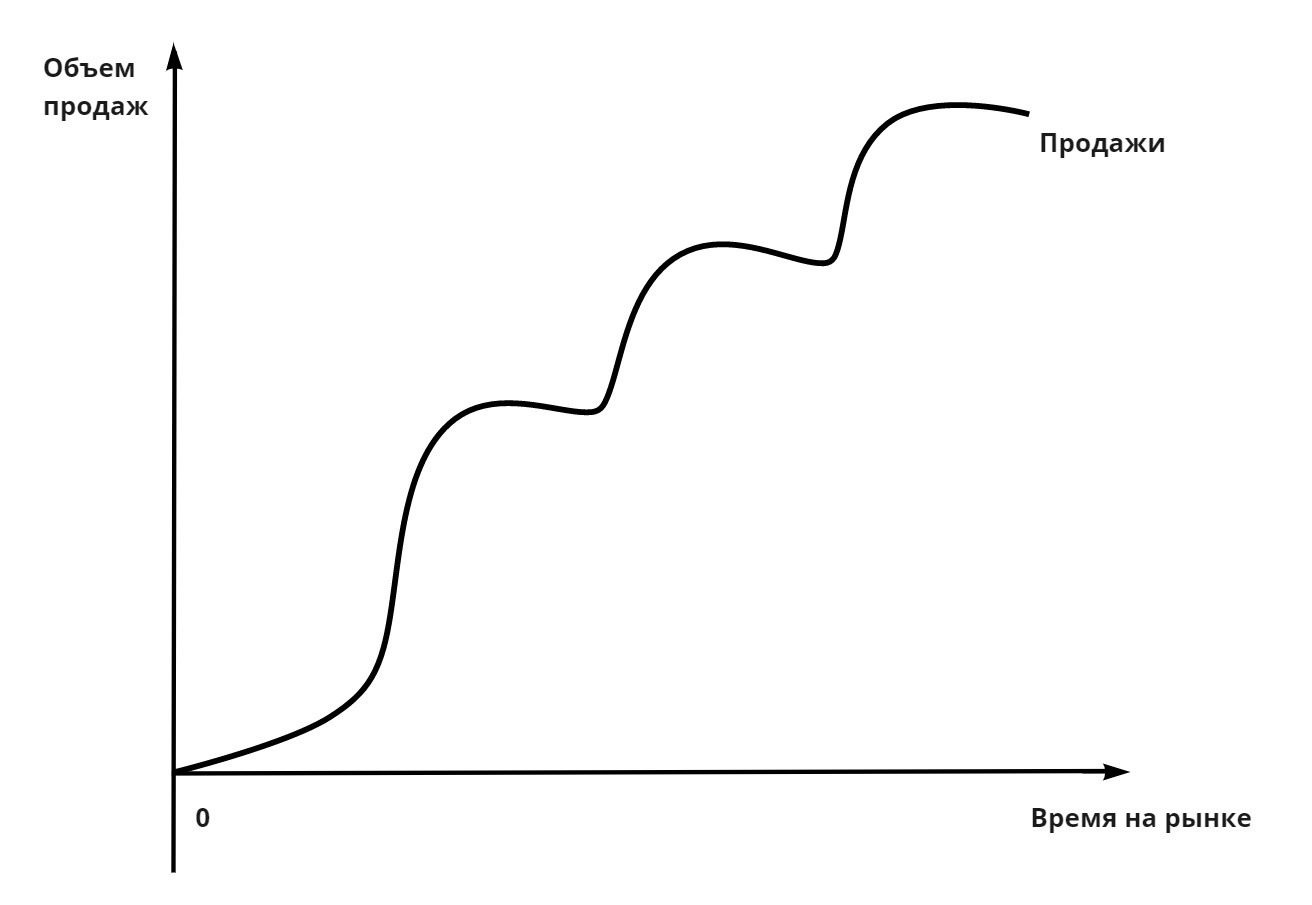 Объем
продаж
Продажи
0
Время на рынке